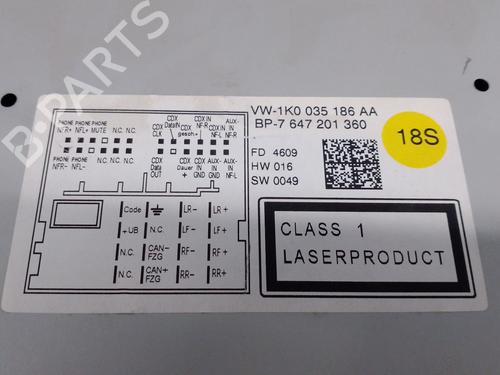 VW-1K0 035 186 AA
BP-7 647 201 360
18S
FD 4609
HW 016
SW 0049
CLASS 1
LASERPRODUCT
PHONE PHONE PHONE PHONE
NFR+ NFL+ MUTE N.C. N.C. N.C.
PHONE PHONE
NFR- NFL- N.C. N.C. N.C. N.C.
CDX CDX CDX CDX AUX-
CLK DataIN gesch+ IN NF-R IN NF-L IN NF-R
CDX CDX CDX CDX AUX AUX-
Data OUT Dauer + IN GND IN GND IN NF-L
Code LR- LR+
+UB N.C. LF- LF+
N.C. CAN- FZG RF- RF+
N.C. CAN+ FZG RR- RR+
B-PARTS